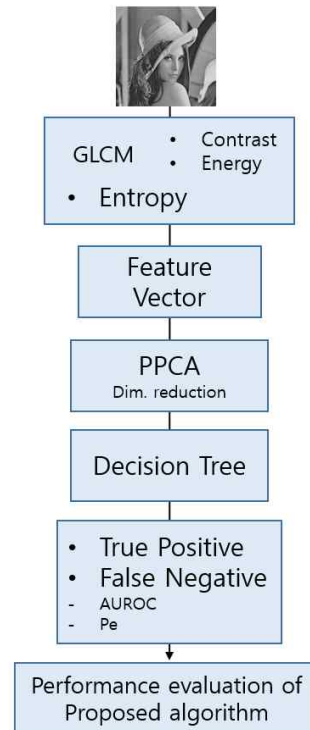 GLCM
• Contrast
• Energy
• Entropy
Feature
Vector
PPCA
Dim. reduction
Decision Tree
• True Positive
• False Negative
- AUROC
- Pe
Performance evaluation of
Proposed algorithm